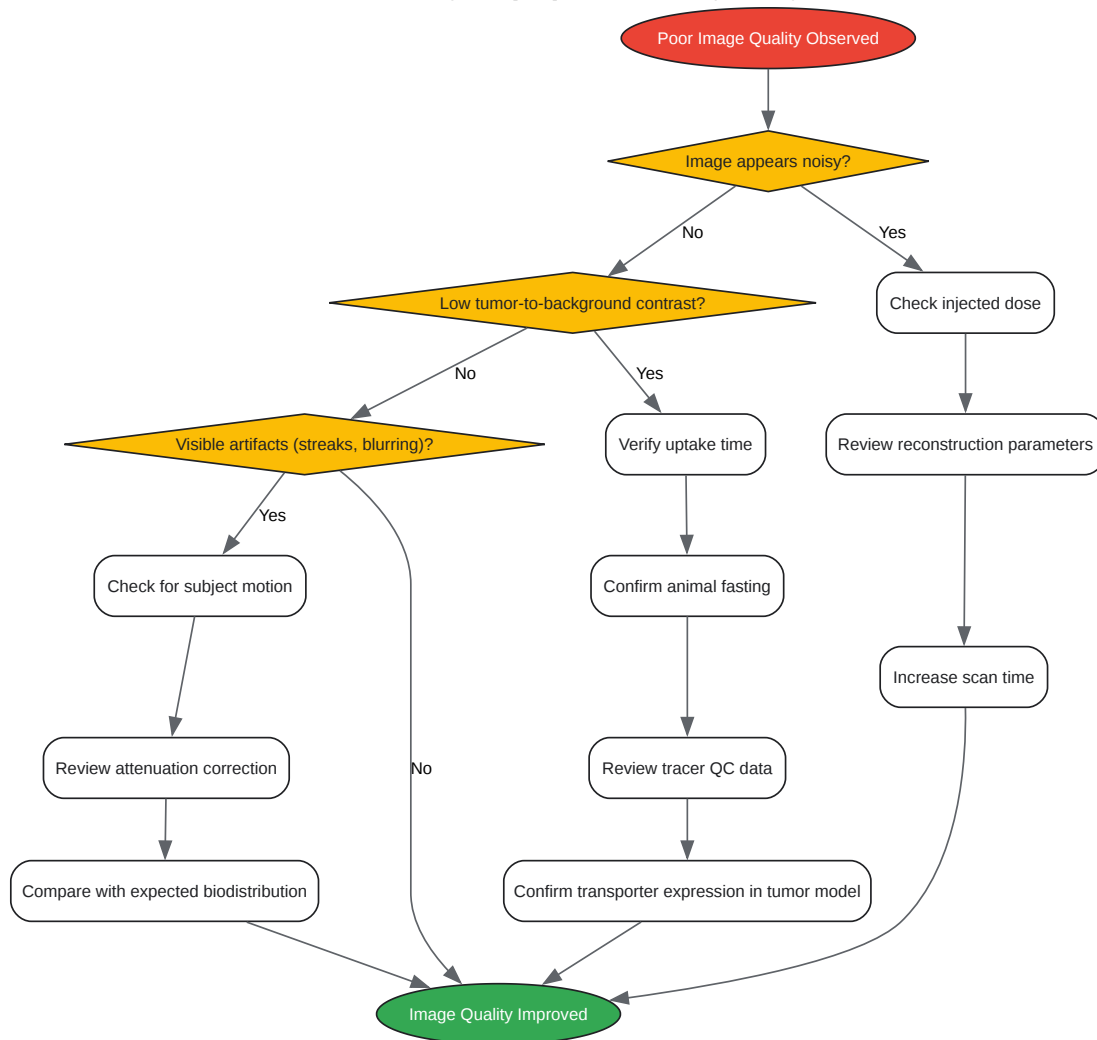 Poor Image Quality Observed
Image appears noisy?
No
Yes
Low tumor-to-background contrast?
Check injected dose
No
Yes
Visible artifacts (streaks, blurring)?
Verify uptake time
Review reconstruction parameters
Yes
Check for subject motion
Confirm animal fasting
Increase scan time
Review attenuation correction
No
Review tracer QC data
Compare with expected biodistribution
Confirm transporter expression in tumor model
Image Quality Improved